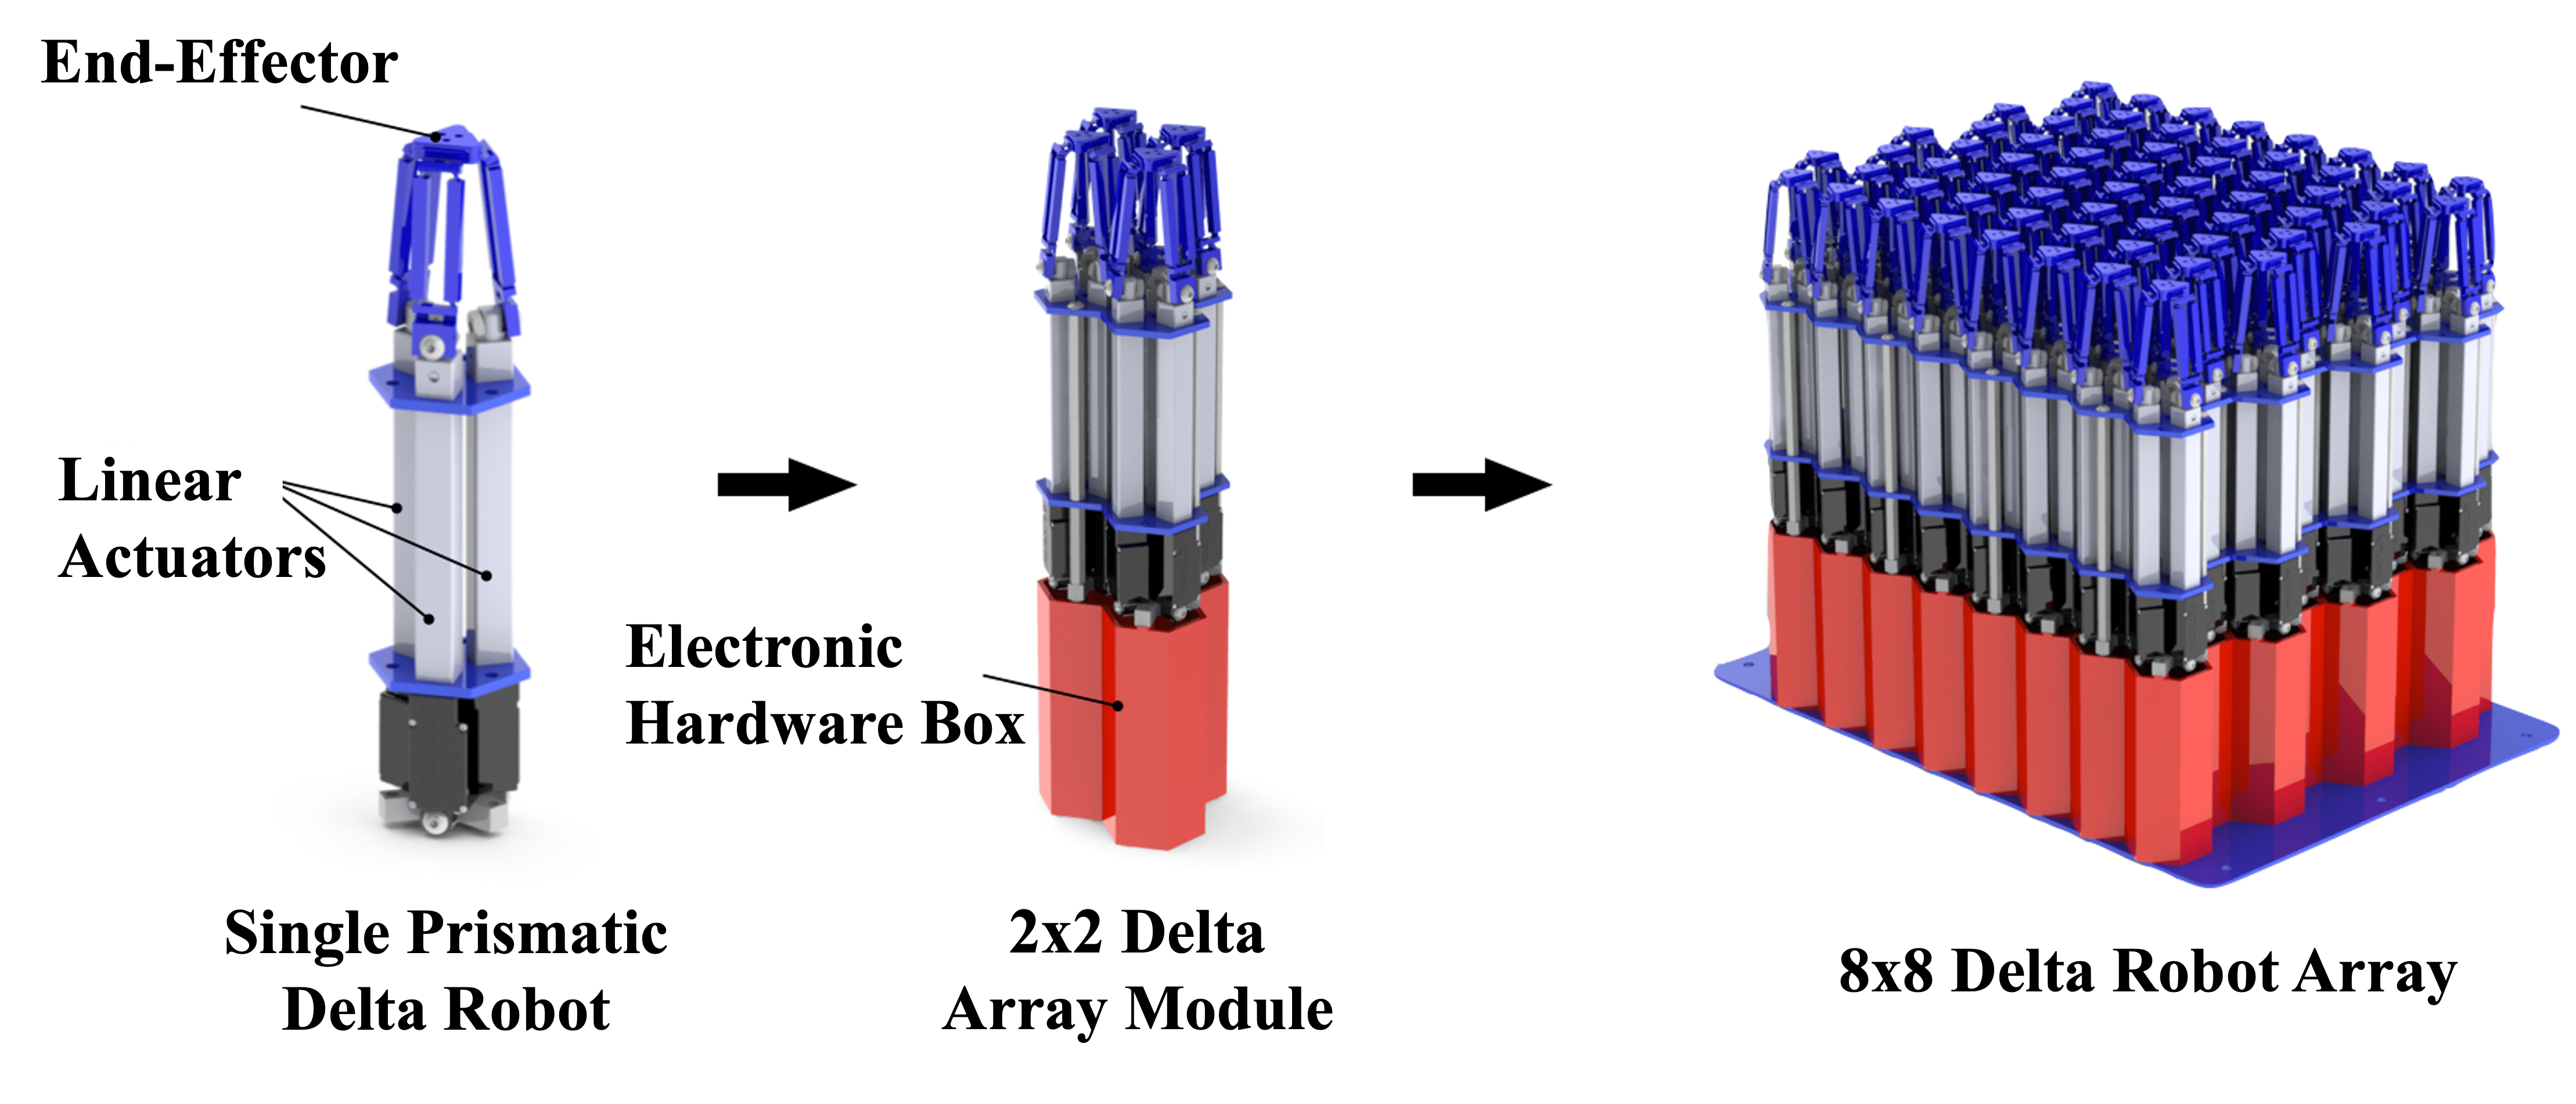 End-Effector
Linear
Actuators
Electronic
Hardware Box
Single Prismatic
Delta Robot
2x2 Delta
Array Module
8x8 Delta Robot Array